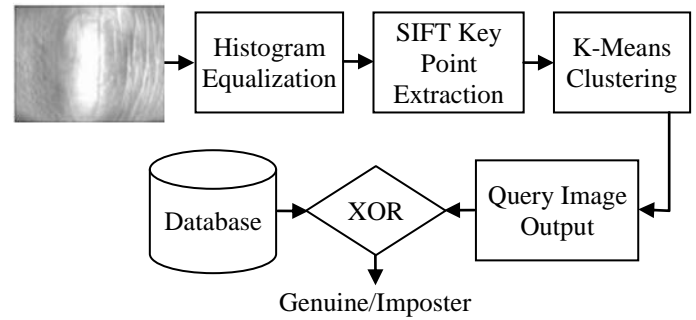 Histogram
Equalization
SIFT Key
Point
Extraction
K-Means
Clustering
Database
XOR
Query Image
Output
Genuine/Imposter